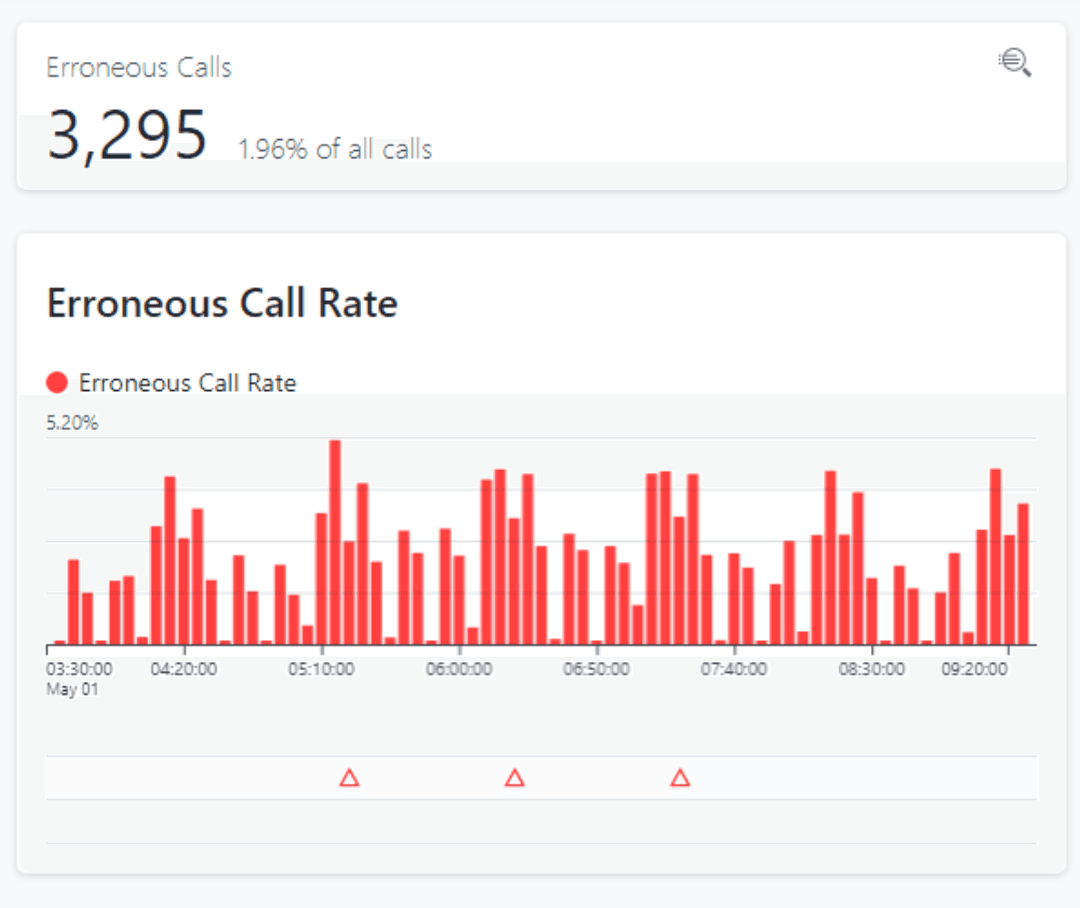 Erroneous Calls
3,295 1.96% of all calls
Erroneous Call Rate
Erroneous Call Rate
5.20%
03:30:00 04:20:00 05:10:00 06:00:00 06:50:00 07:40:00 08:30:00 09:20:00
May 01